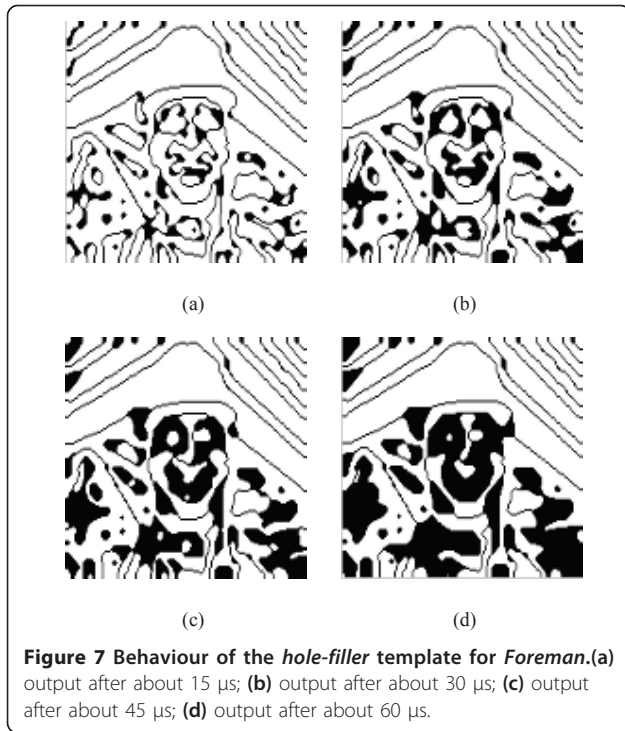 (a)
(b)
(c)
(d)
Figure 7 Behaviour of the hole-filler template for Foreman.(a)
output after about 15 μs; (b) output after about 30 μs; (c) output
after about 45 μs; (d) output after about 60 μs.